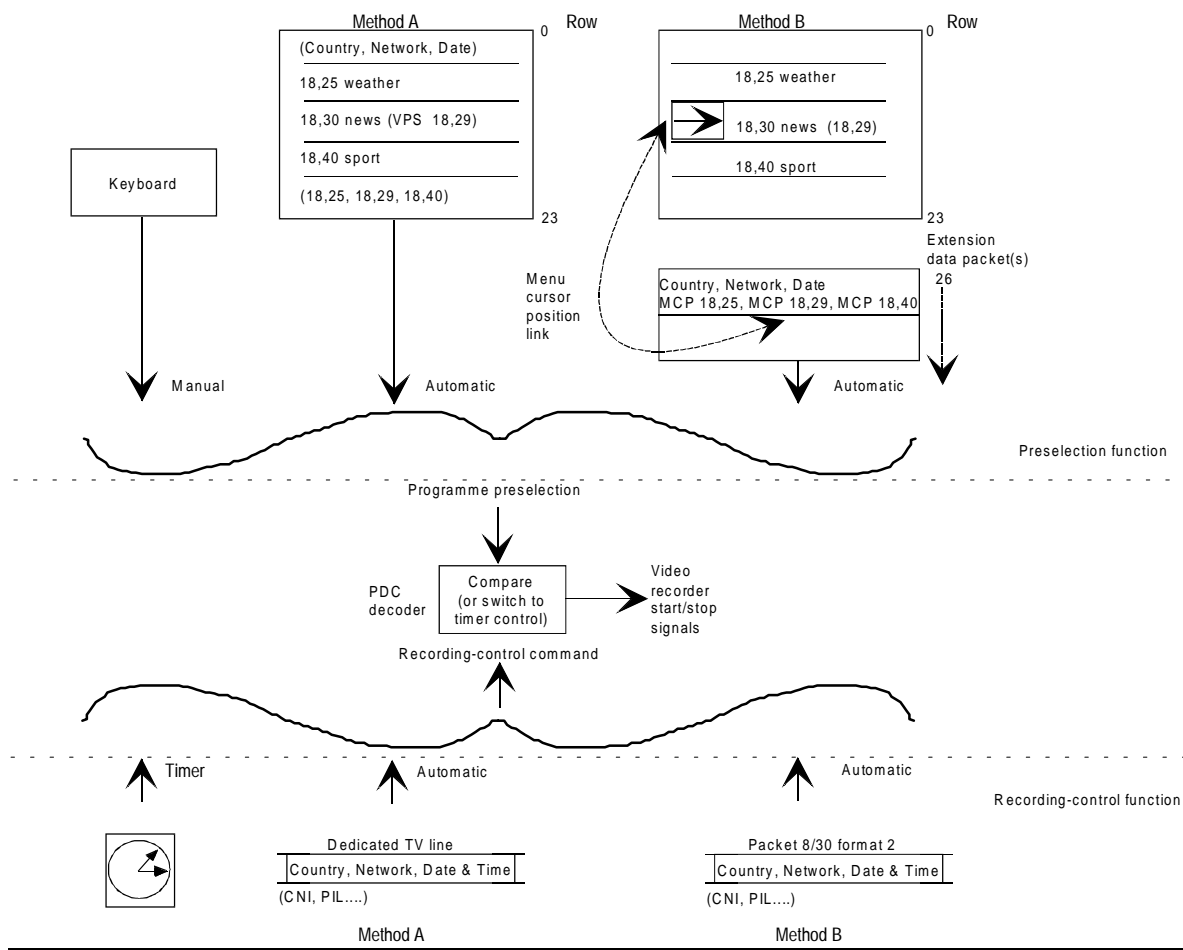 Method A
0 Row
(Country, Network, Date)
18,25 weather
18,30 news (VPS 18,29)
18,40 sport
(18,25, 18,29, 18,40)
23
Method B
0 Row
18,25 weather
18,30 news (18,29)
18,40 sport
23
Keyboard
Extension
data packet(s)
26
Menu
cursor
position
link
Country, Network, Date
MCP 18,25, MCP 18,29, MCP 18,40
Manual
Automatic
Automatic
Preselection function
Programme preselection
PDC
decoder
Compare
(or switch to
timer control)
Video
recorder
start/stop
signals
Recording-control command
Timer
Automatic
Automatic
Recording-control function
Dedicated TV line
Country, Network, Date & Time
(CNI, PIL....)
Packet 8/30 format 2
Country, Network, Date & Time
(CNI, PIL....)
Method A
Method B